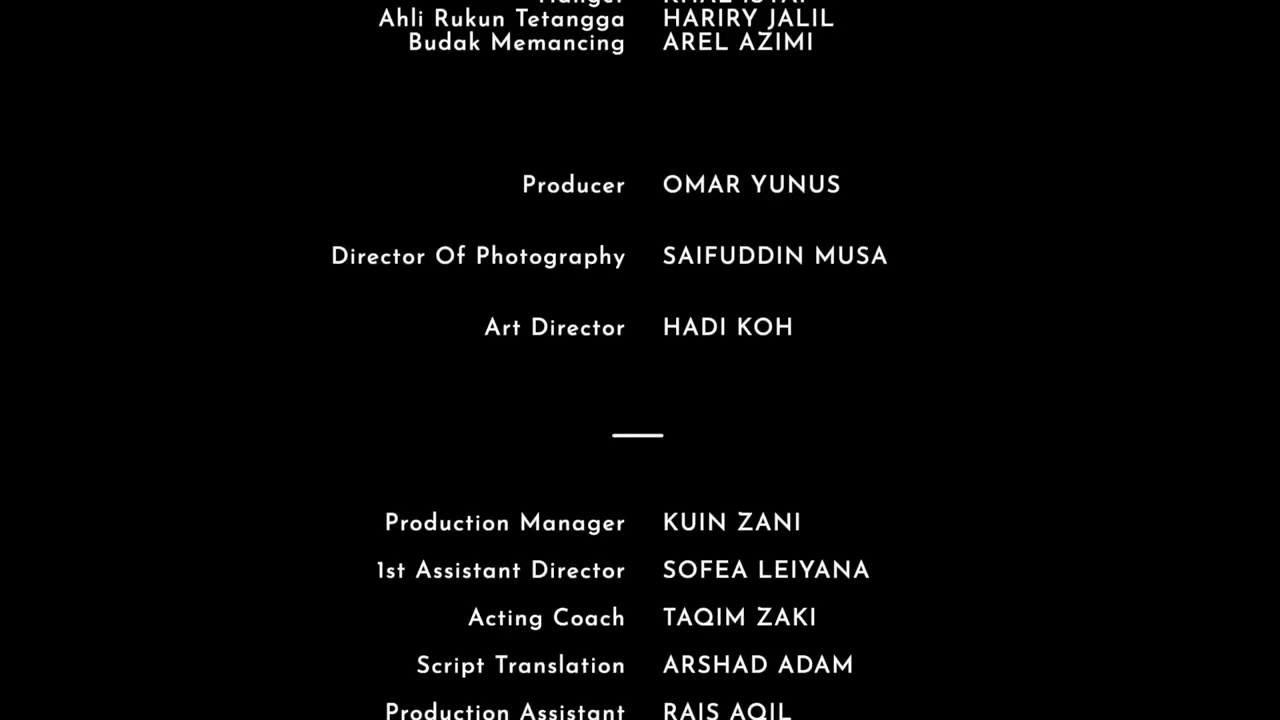 Ahli Rukun Tetangga HARIRY JALIL
Budak Memancing AREL AZIMI
Producer OMAR YUNUS
Director Of Photography SAIFUDDIN MUSA
Art Director HADI KOH
Production Manager KUIN ZANI
1st Assistant Director SOFEA LEIYANA
Acting Coach TAQIM ZAKI
Script Translation ARSHAD ADAM
Production Assistant RAIS AQIL